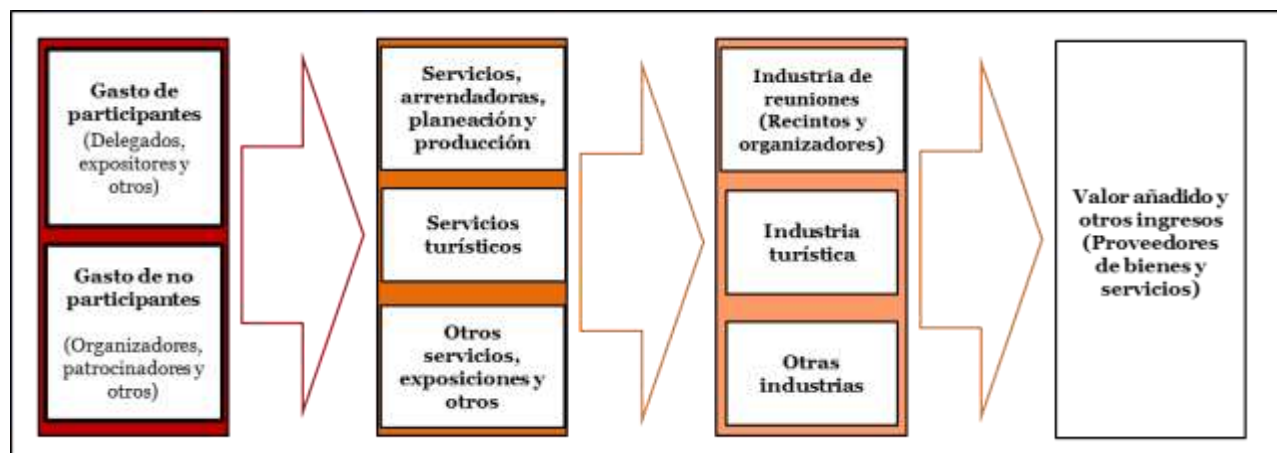 Gasto de
participantes
(Delegados,
expositores y
otros)
Gasto de no
participantes
(Organizadores,
patrocinadores y
otros)
Servicios,
arrendadoras,
planeación y
producción
Servicios
turísticos
Otros
servicios,
exposiciones y
otros
Industria de
reuniones
(Recintos y
organizadores)
Industria
turística
Otras
industrias
Valor añadido y
otros ingresos
(Proveedores
de bienes y
servicios)